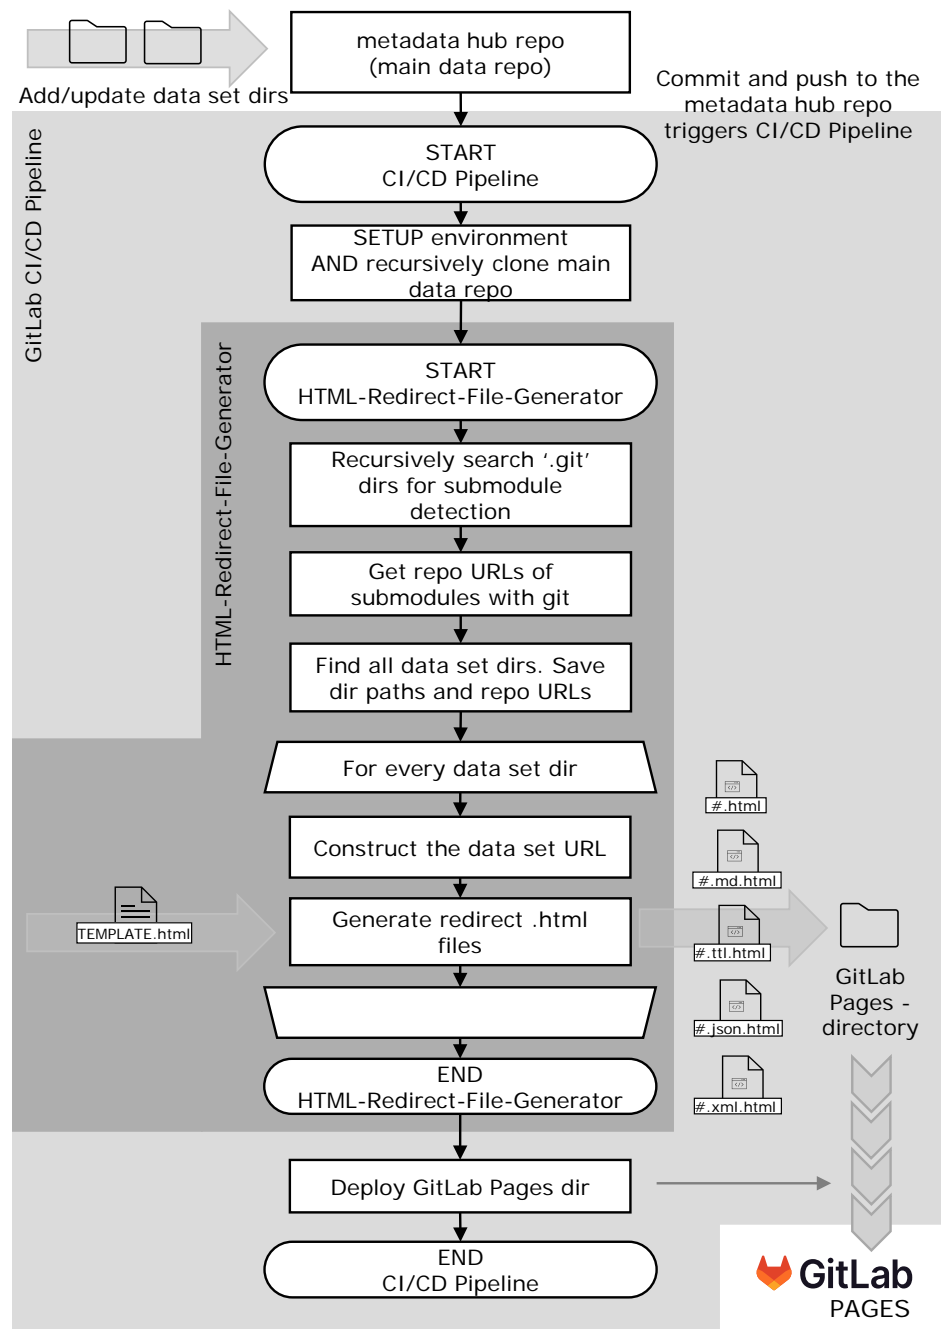 metadata hub repo
(main data repo)
Add/update data set dirs
Commit and push to the
metadata hub repo
triggers CI/CD Pipeline
GitLab CI/CD Pipeline
START
CI/CD Pipeline
SETUP environment
AND recursively clone main
data repo
HTML-Redirect-File-Generator
START
HTML-Redirect-File-Generator
Recursively search ‘.git’
dirs for submodule
detection
Get repo URLs of
submodules with git
Find all data set dirs. Save
dir paths and repo URLs
For every data set dir
Construct the data set URL
TEMPLATE.html
Generate redirect .html
files
#.html
#.md.html
#.ttl.html
#.json.html
#.xml.html
GitLab
Pages -
directory
END
HTML-Redirect-File-Generator
Deploy GitLab Pages dir
END
CI/CD Pipeline
GitLab
PAGES